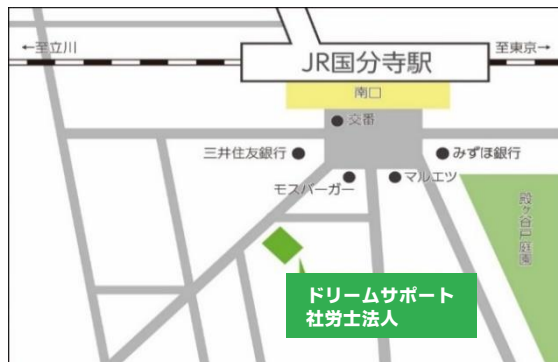 ←至立川
至東京→
JR国分寺駅
南口
交番
三井住友銀行
みずほ銀行
モスバーガー
マルエツ
殿ヶ谷戸庭園
ドリームサポート
社労士法人